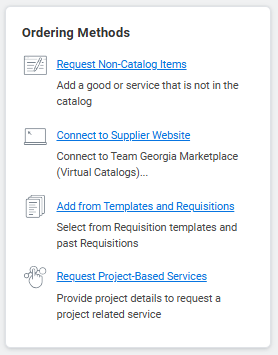 Ordering Methods
Request Non-Catalog Items
Add a good or service that is not in the
catalog
Connect to Supplier Website
Connect to Team Georgia Marketplace
(Virtual Catalogs)...
Add from Templates and Requisitions
Select from Requisition templates and
past Requisitions
Request Project-Based Services
Provide project details to request a
project related service